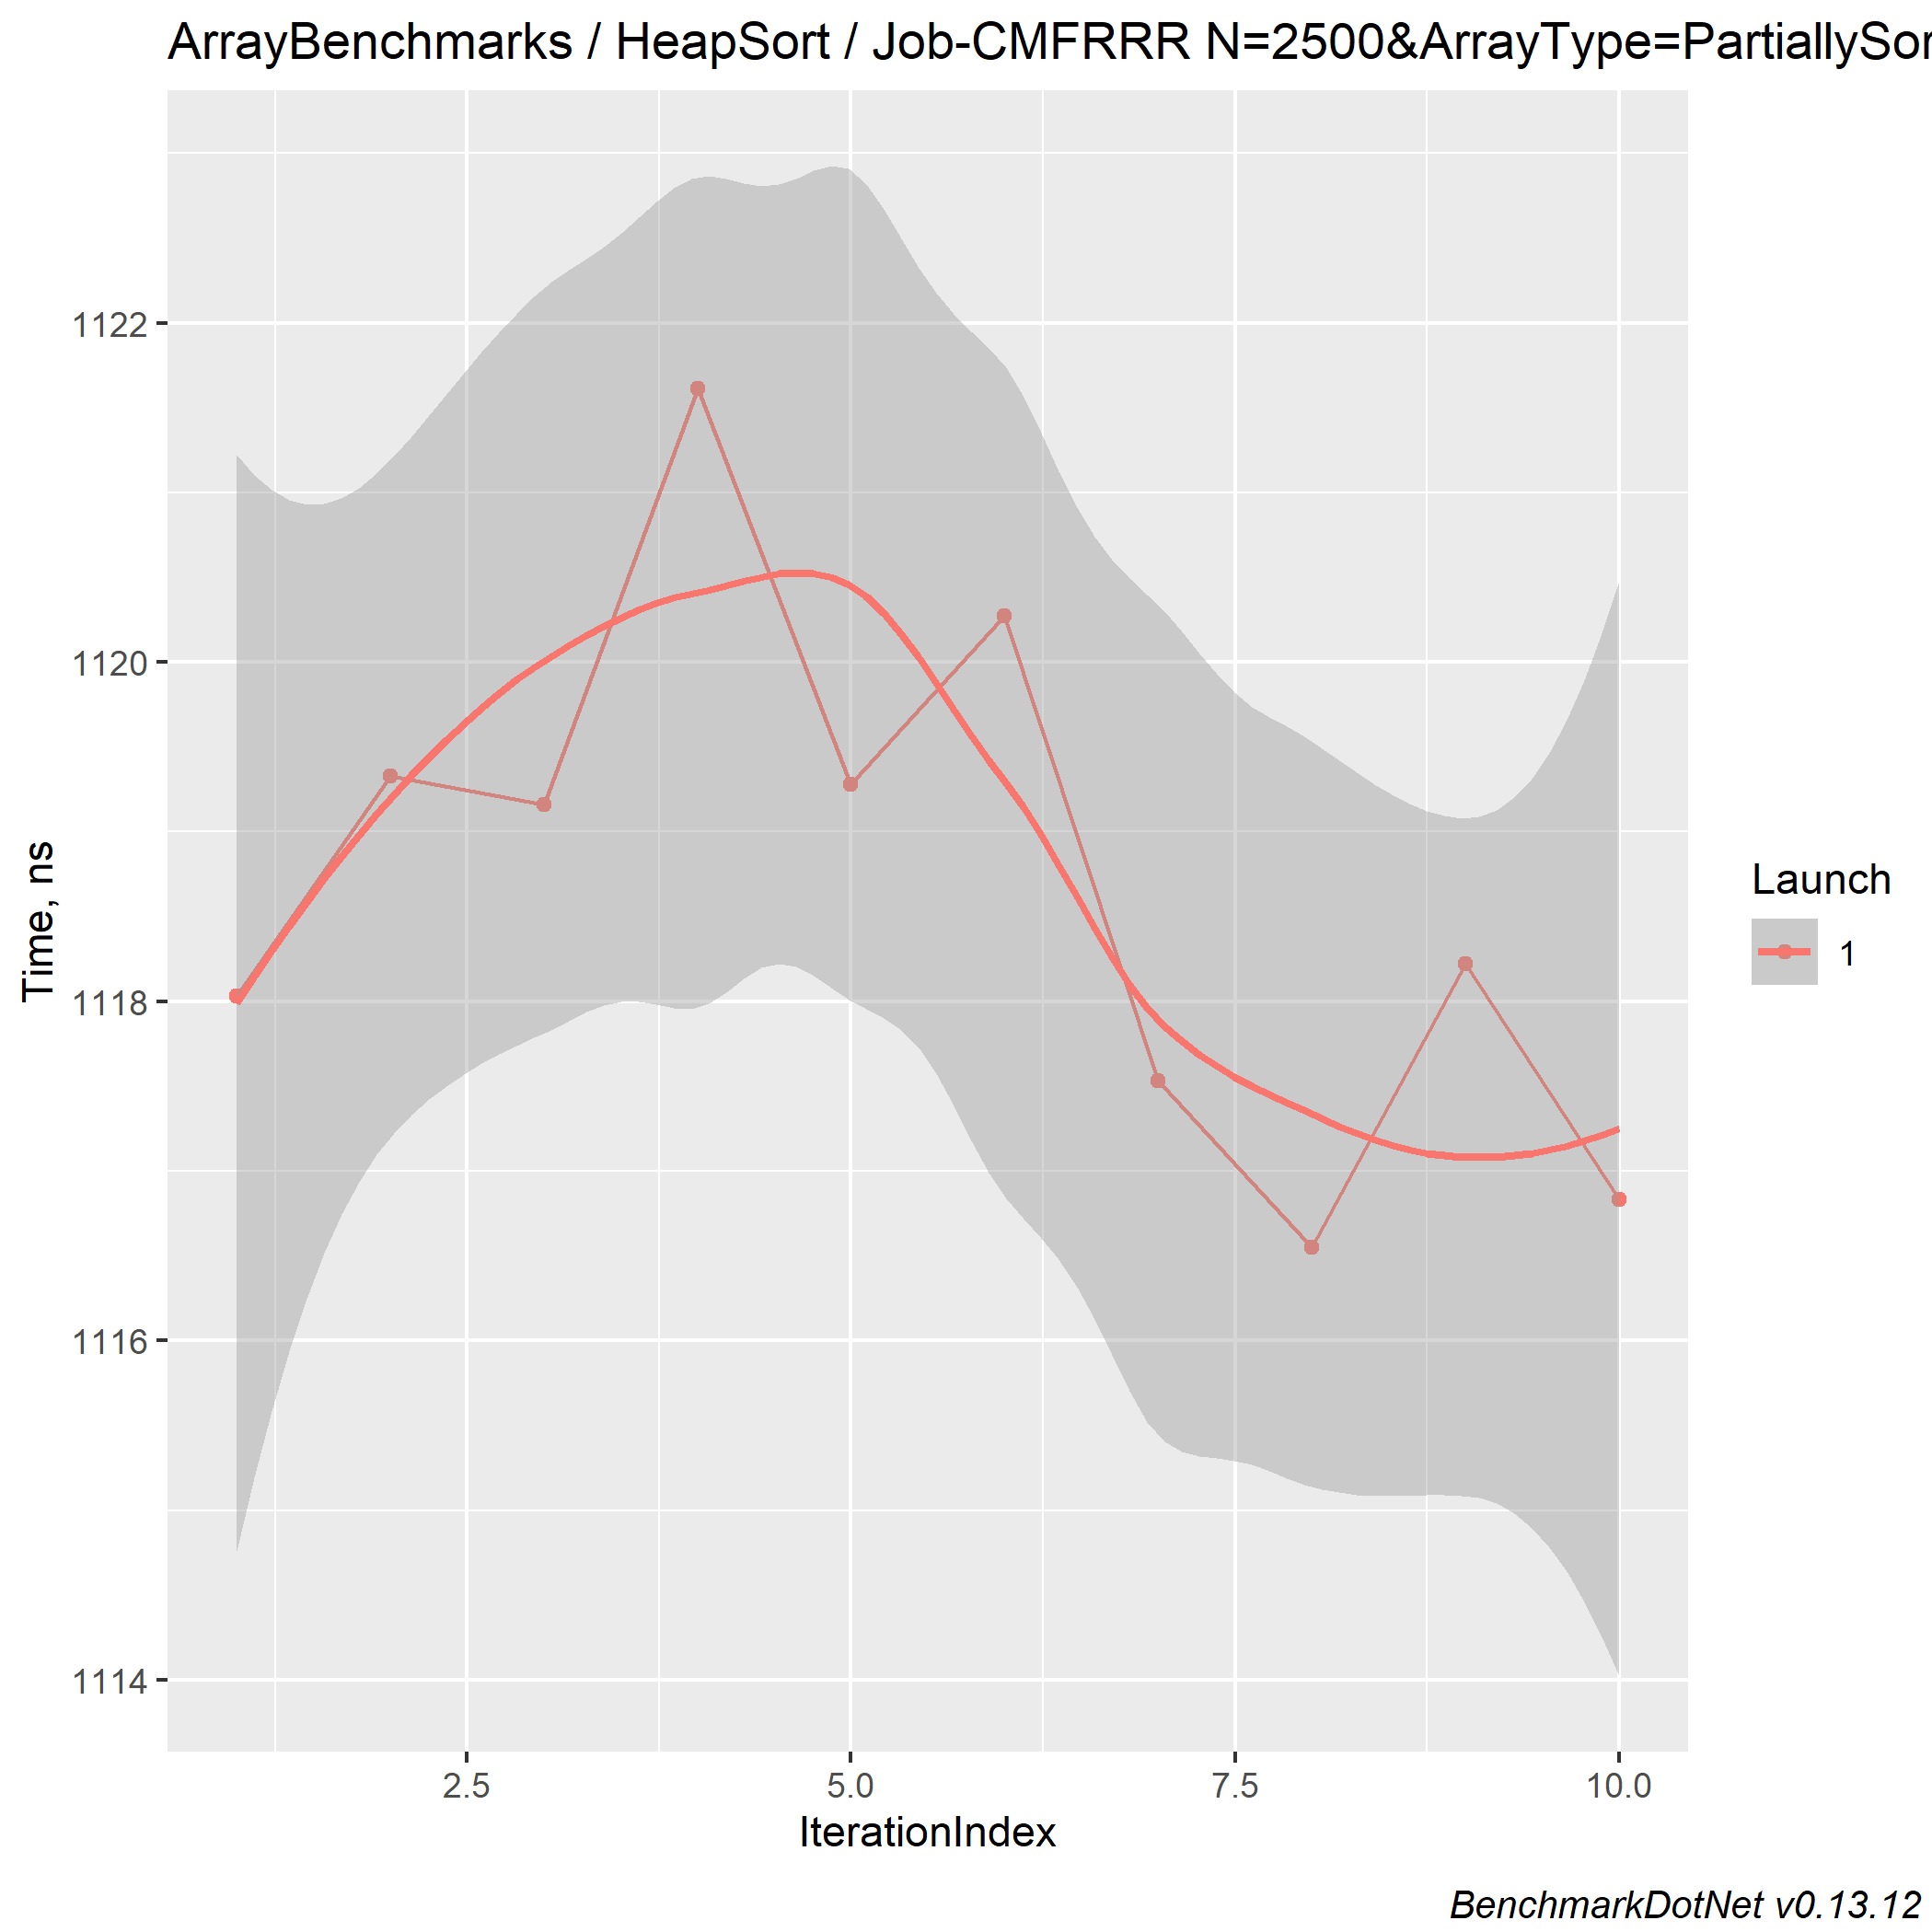 ArrayBenchmarks / HeapSort / Job-CMFRRR N=2500&ArrayType=PartiallySor
1122
1120
1118
1116
1114
Time, ns
2.5 5.0 7.5 10.0
IterationIndex
Launch
1
BenchmarkDotNet v0.13.12